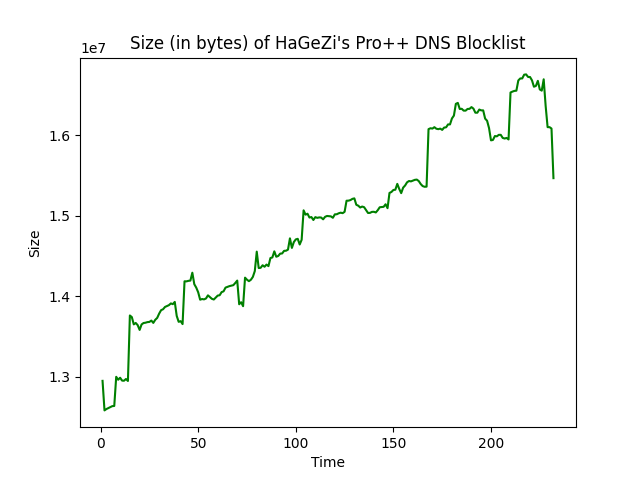 Size (in bytes) of HaGeZi's Pro++ DNS Blocklist
1e7
1.6
1.5
1.4
1.3
Size
0 50 100 150 200
Time